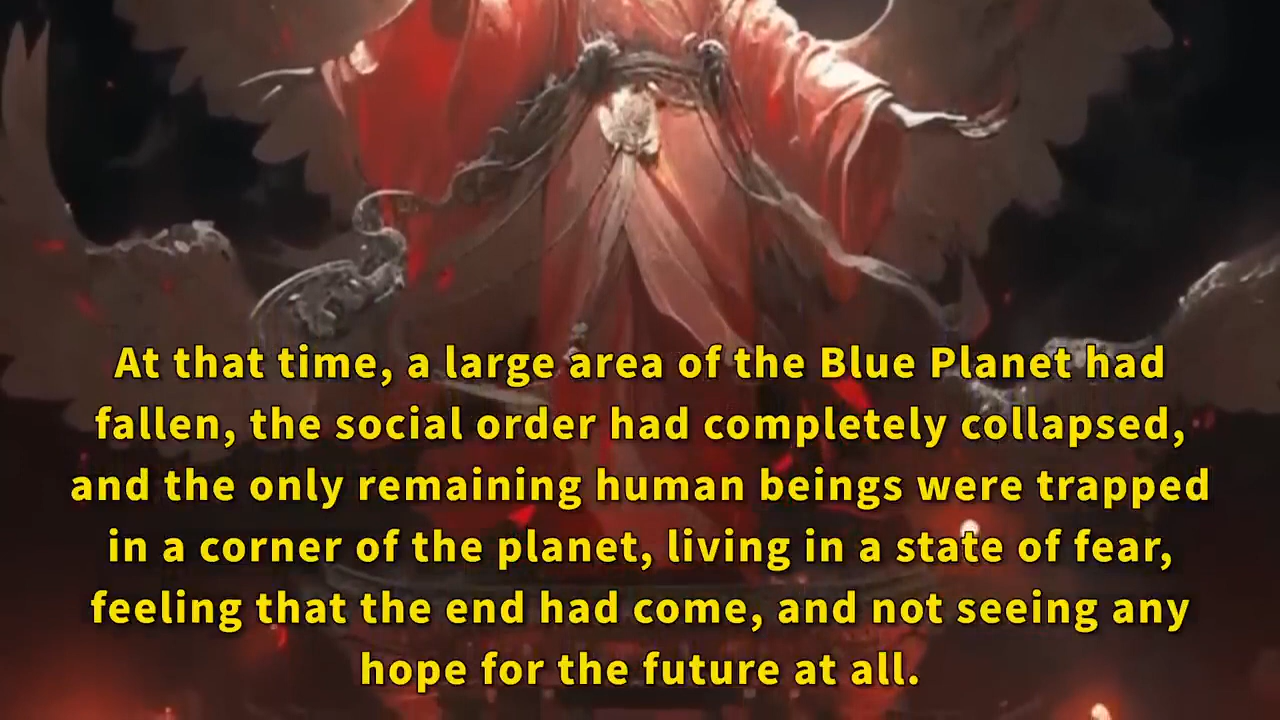 At that time, a large area of the Blue Planet had
fallen, the social order had completely collapsed,
and the only remaining human beings were trapped
in a corner of the planet, living in a state of fear,
feeling that the end had come, and not seeing any
hope for the future at all.